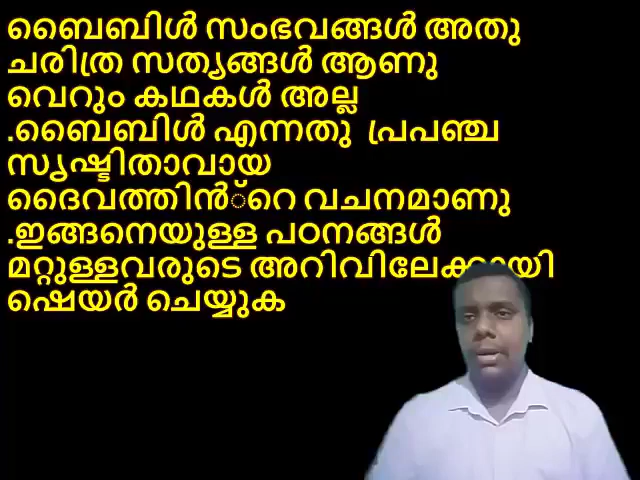 ബൈബിൾ സംഭവങ്ങൾ അതു
ചരിത്ര സത്യങ്ങൾ ആണു
വെറും കഥകൾ അല്ല
.ബൈബിൾ എന്നതു പ്രപഞ്ച
സൃഷ്ടിതാവായ
ദൈവത്തിൻ്റെ വചനമാണു
.ഇങ്ങനെയുള്ള പഠനങ്ങൾ
മറ്റുള്ളവരുടെ അറിവിലേക്കായി
ഷെയർ ചെയ്യുക